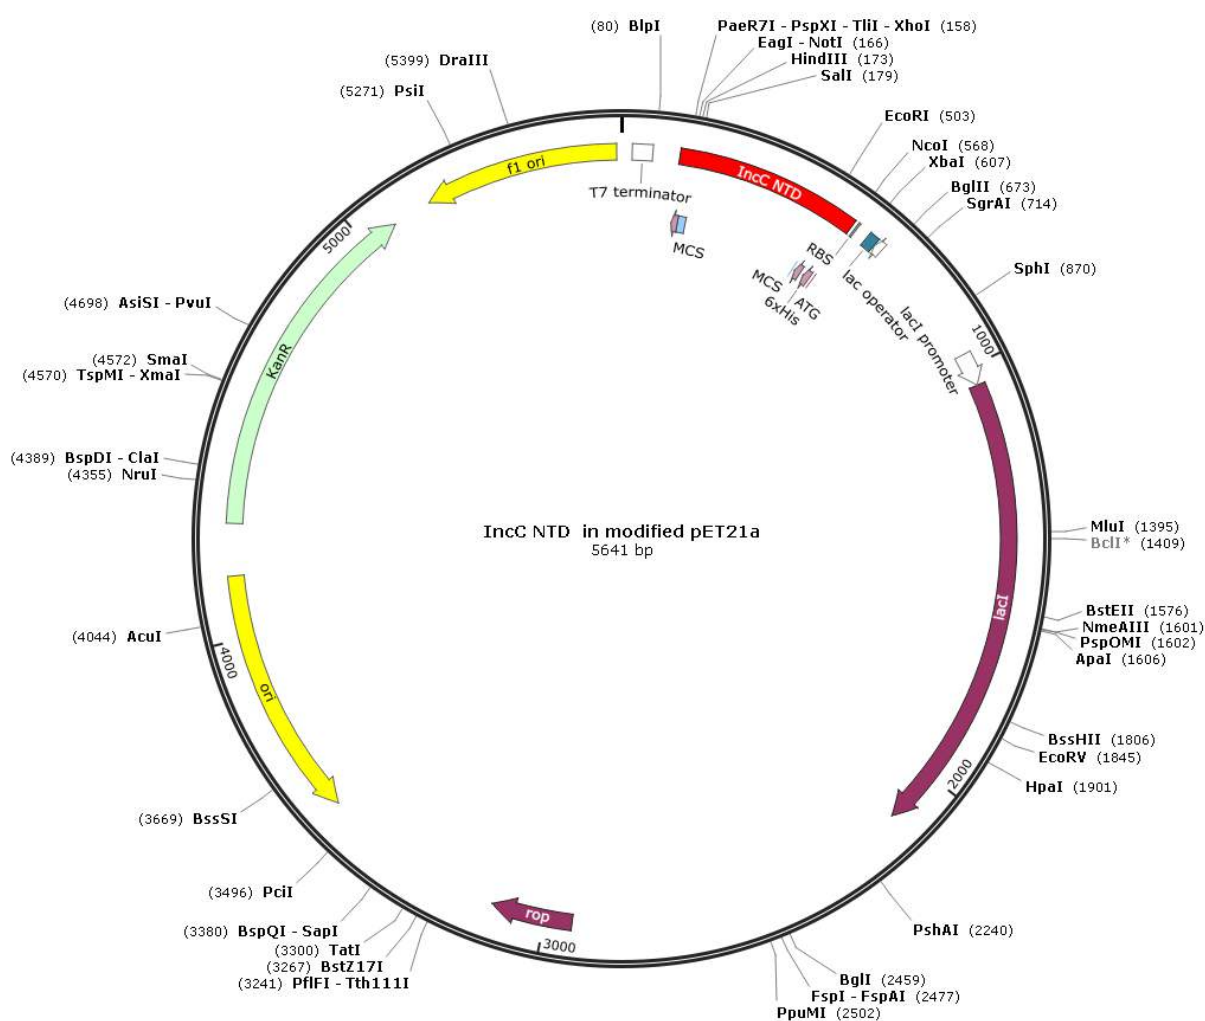 (80) BlpI
PaeR7I - PspXI - TliI - XhoI (158)
EagI - NotI (166)
HindIII (173)
SalI (179)
(5399) DraIII
(5271) PsiI
EcoRI (503)
NcoI (568)
XbaI (607)
BglII (673)
SgrAI (714)
SphI (870)
f1 ori
T7 terminator
IncC NTD
MCS
RBS
MCS
ATG
6xHis
lac operator
lacI promoter
1000
5000
(4698) AsiSI - PvuI
(4572) SmaI
(4570) TspMI - XmaI
KanR
(4389) BspDI - ClaI
(4355) NruI
IncC NTD in modified pET21a
5641 bp
MluI (1395)
BclI* (1409)
lacI
BstEII (1576)
NmeAIII (1601)
PspOMI (1602)
ApaI (1606)
(4044) AcuI
4000
ori
BssHII (1806)
EcoRV (1845)
HpaI (1901)
2000
(3669) BssSI
(3496) PciI
(3380) BspQI - SapI
(3300) TatI
(3267) BstZ17I
(3241) PflFI - Tth111I
rop
3000
PshAI (2240)
BglI (2459)
FspI - FspAI (2477)
PpuMI (2502)